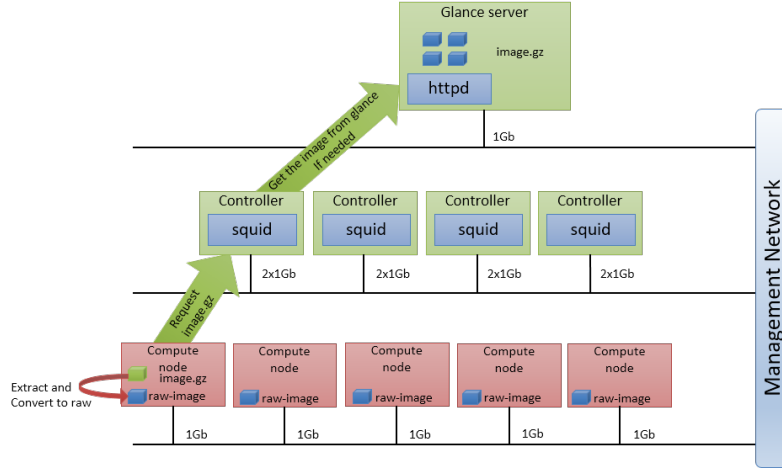 Glance server
image.gz
httpd
1Gb
Get the image from glance
If needed
Controller
Controller
Controller
Controller
squid
squid
squid
squid
2x1Gb
2x1Gb
2x1Gb
2x1Gb
Request
image.gz
Management Network
Compute
node
image.gz
raw-image
Compute
node
raw-image
Compute
node
raw-image
Compute
node
raw-image
Compute
node
raw-image
Extract and
Convert to raw
1Gb
1Gb
1Gb
1Gb
1Gb